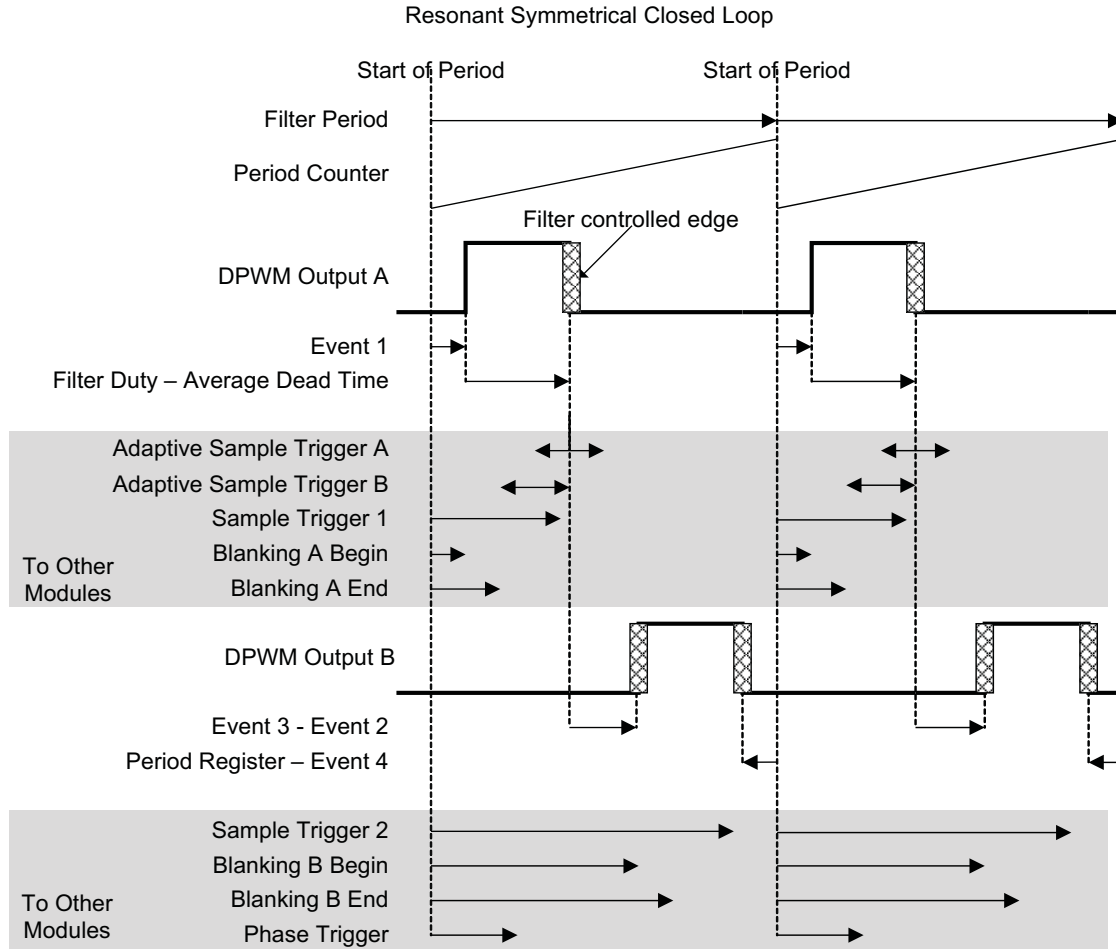 Resonant Symmetrical Closed Loop
Start of Period
Start of Period
Filter Period
Period Counter
Filter controlled edge
DPWM Output A
Event 1
Filter Duty – Average Dead Time
Adaptive Sample Trigger A
Adaptive Sample Trigger B
Sample Trigger 1
Blanking A Begin
To Other
Modules
Blanking A End
DPWM Output B
Event 3 - Event 2
Period Register – Event 4
Sample Trigger 2
Blanking B Begin
Blanking B End
To Other
Modules
Phase Trigger